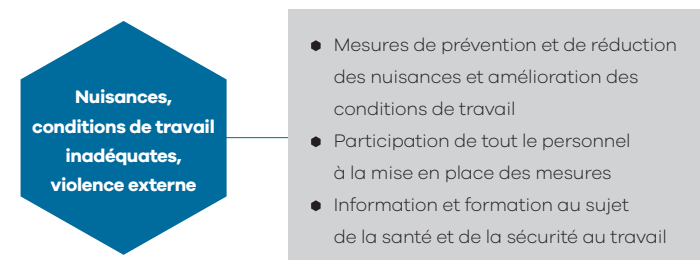 Nuisances,
conditions de travail
inadéquates,
violence externe
Mesures de prévention et de réduction
des nuisances et amélioration des
conditions de travail
Participation de tout le personnel
à la mise en place des mesures
Information et formation au sujet
de la santé et de la sécurité au travail